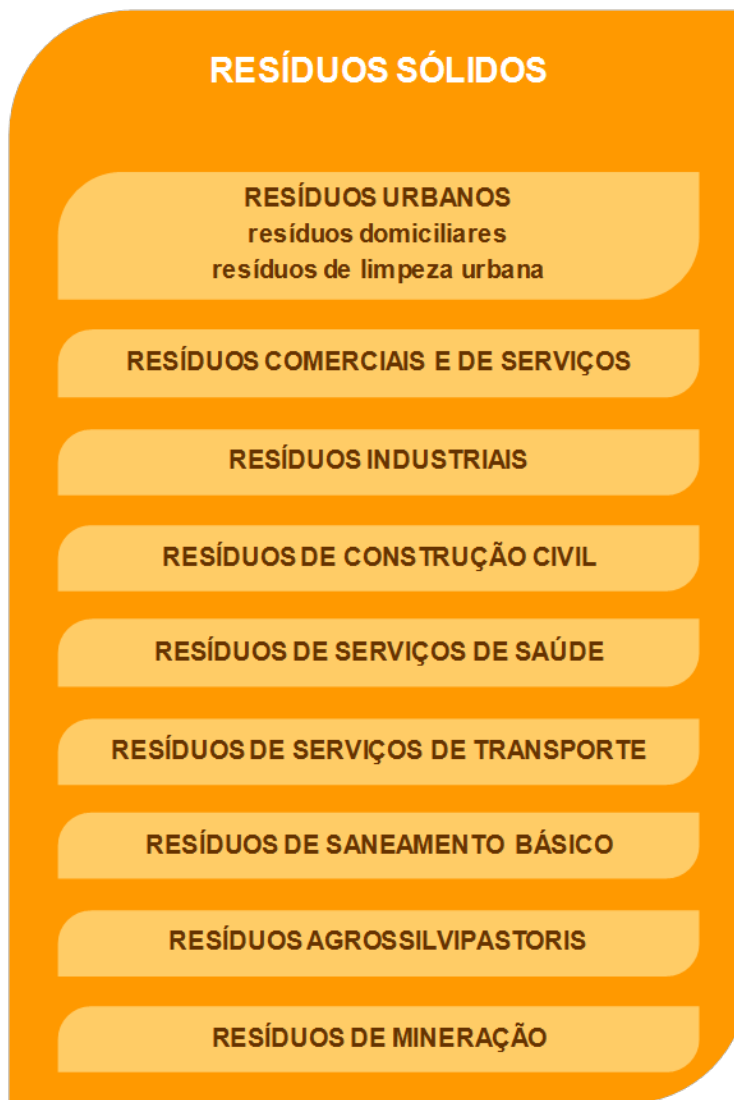 RESÍDUOS SÓLIDOS
RESÍDUOS URBANOS
resíduos domiciliares
resíduos de limpeza urbana
RESÍDUOS COMERCIAIS E DE SERVIÇOS
RESÍDUOS INDUSTRIAIS
RESÍDUOS DE CONSTRUÇÃO CIVIL
RESÍDUOS DE SERVIÇOS DE SAÚDE
RESÍDUOS DE SERVIÇOS DE TRANSPORTE
RESÍDUOS DE SANEAMENTO BÁSICO
RESÍDUOS AGROSSILVIPASTORIS
RESÍDUOS DE MINERAÇÃO